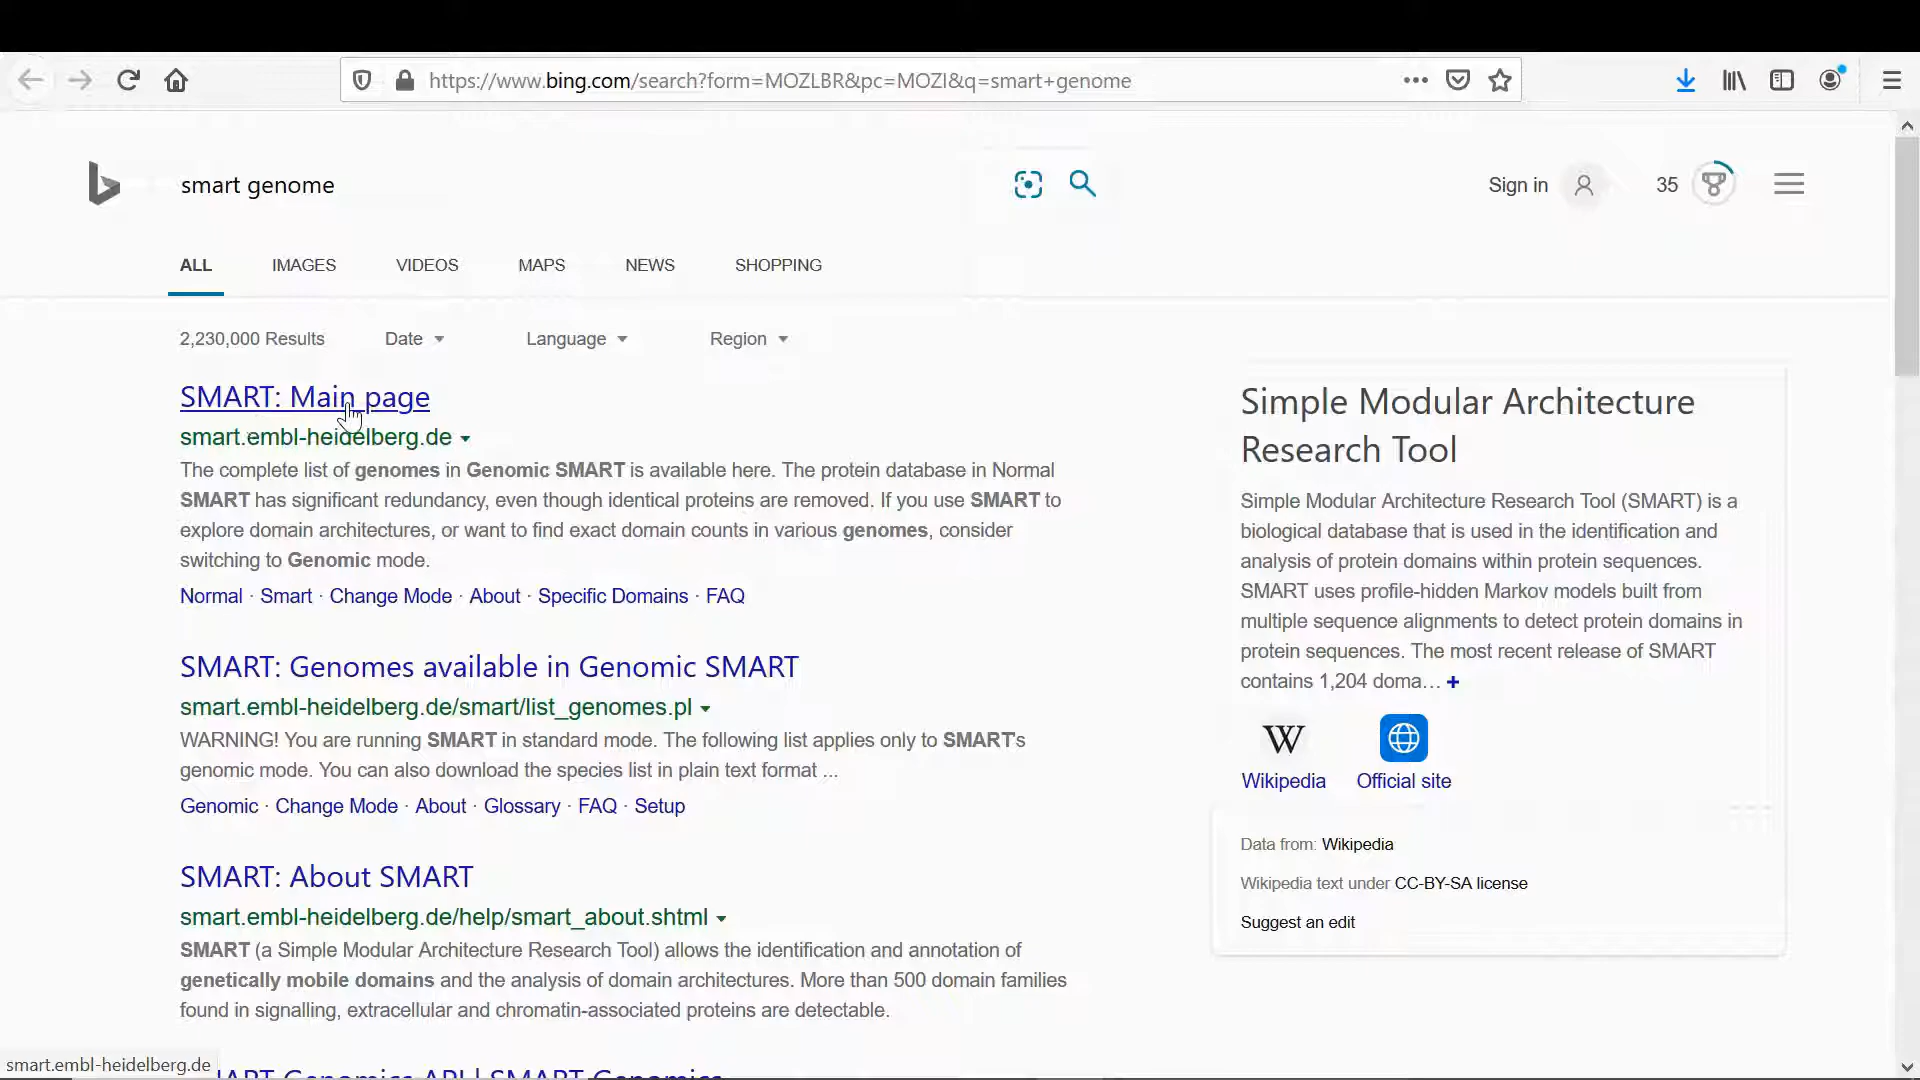 https://www.bing.com/search?form=MOZLBR&pc=MOZI&q=smart+genome
smart genome
Sign in
35
ALL IMAGES VIDEOS MAPS NEWS SHOPPING
2,230,000 Results Date Language Region
SMART: Main page
smart.embl-heidelberg.de
The complete list of genomes in Genomic SMART is available here. The protein database in Normal
SMART has significant redundancy, even though identical proteins are removed. If you use SMART to
explore domain architectures, or want to find exact domain counts in various genomes, consider
switching to Genomic mode.
Normal · Smart · Change Mode · About · Specific Domains · FAQ
SMART: Genomes available in Genomic SMART
smart.embl-heidelberg.de/smart/list_genomes.pl
WARNING! You are running SMART in standard mode. The following list applies only to SMART's
genomic mode. You can also download the species list in plain text format ...
Genomic · Change Mode · About · Glossary · FAQ · Setup
SMART: About SMART
smart.embl-heidelberg.de/help/smart_about.shtml
SMART (a Simple Modular Architecture Research Tool) allows the identification and annotation of
genetically mobile domains and the analysis of domain architectures. More than 500 domain families
found in signalling, extracellular and chromatin-associated proteins are detectable.
Simple Modular Architecture
Research Tool
Simple Modular Architecture Research Tool (SMART) is a
biological database that is used in the identification and
analysis of protein domains within protein sequences.
SMART uses profile-hidden Markov models built from
multiple sequence alignments to detect protein domains in
protein sequences. The most recent release of SMART
contains 1,204 doma… +
W
Wikipedia Official site
Data from: Wikipedia
Wikipedia text under CC-BY-SA license
Suggest an edit
smart.embl-heidelberg.de
ART Genomics API | SMART Genomics